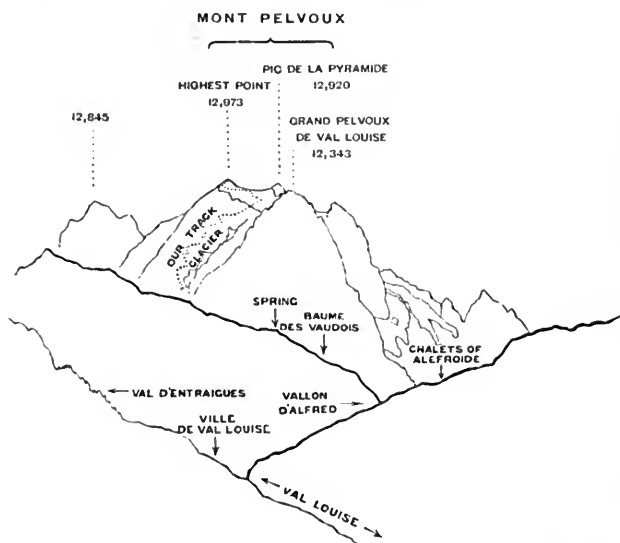 MONT PELVOUX
PIC DE LA PYRAMIDE
HIGHEST POINT
12,920
12,973
12,845
GRAND PELVOUX
DE VAL LOUISE
12,343
OUR TRACK
GLACIER
SPRING
BAUME
DES VAUDOIS
CHALETS OF
ALEFROIDE
VAL D'ENTRAIGUES
VALLON
D'ALFRED
VILLE
DE VAL LOUISE
VAL LOUISE